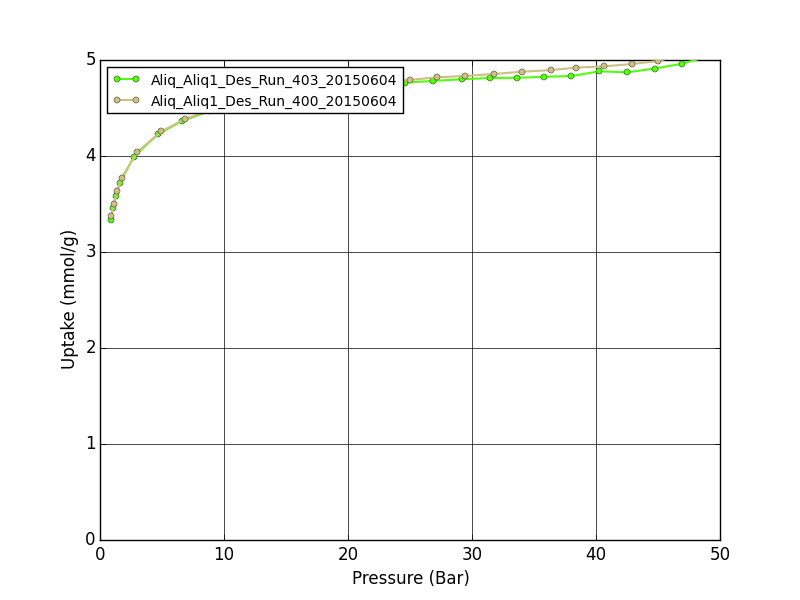 Aliq_Aliq1_Des_Run_403_20150604
Aliq_Aliq1_Des_Run_400_20150604
5
4
3
2
1
0
Uptake (mmol/g)
0 10 20 30 40 50
Pressure (Bar)